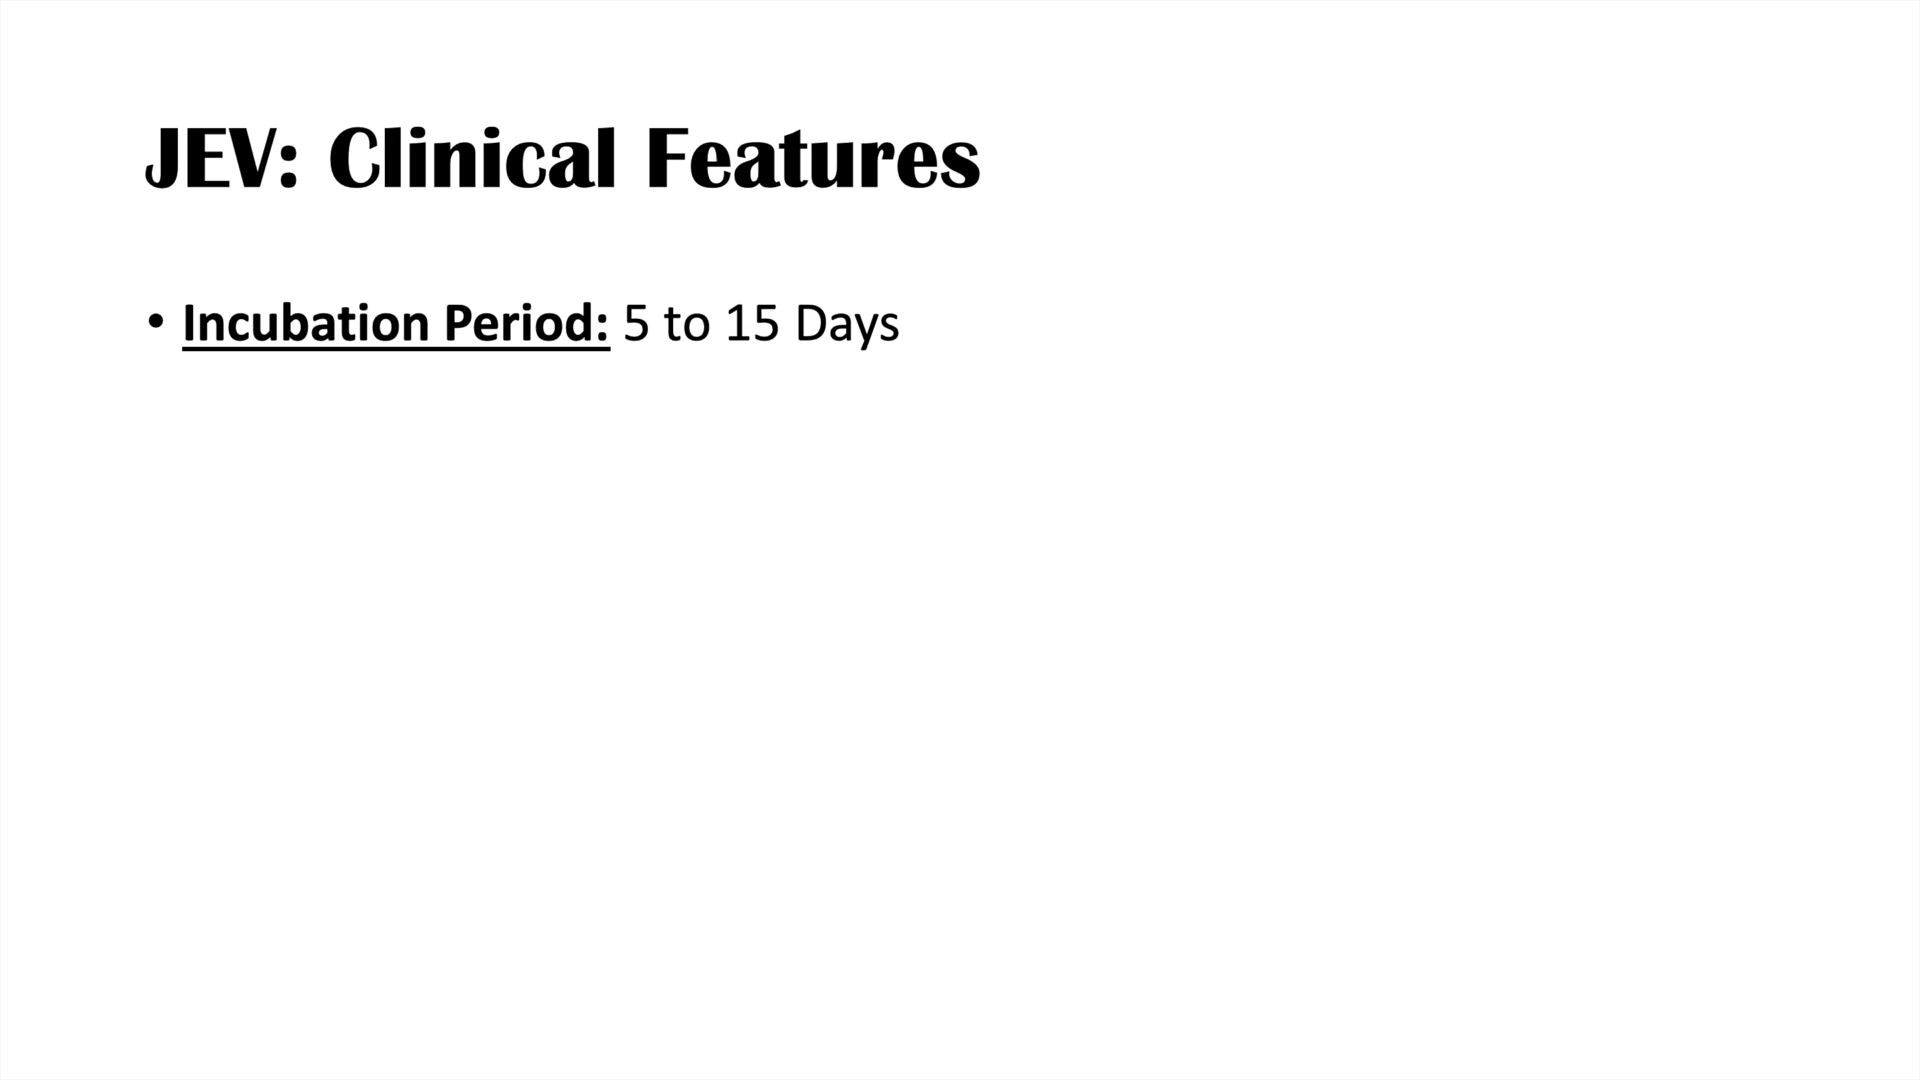 JEV: Clinical Features
• Incubation Period: 5 to 15 Days